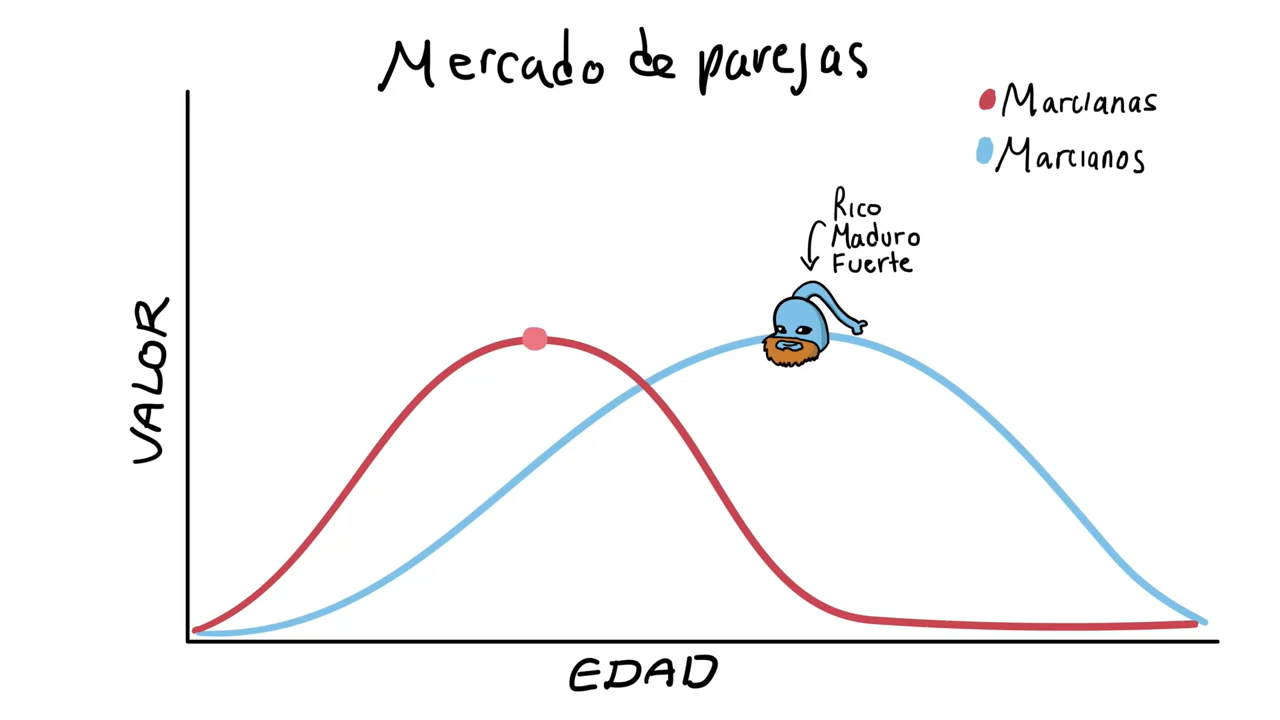 Mercado de parejas
Marcianas
Marcianos
Rico
Maduro
Fuerte
VALOR
EDAD